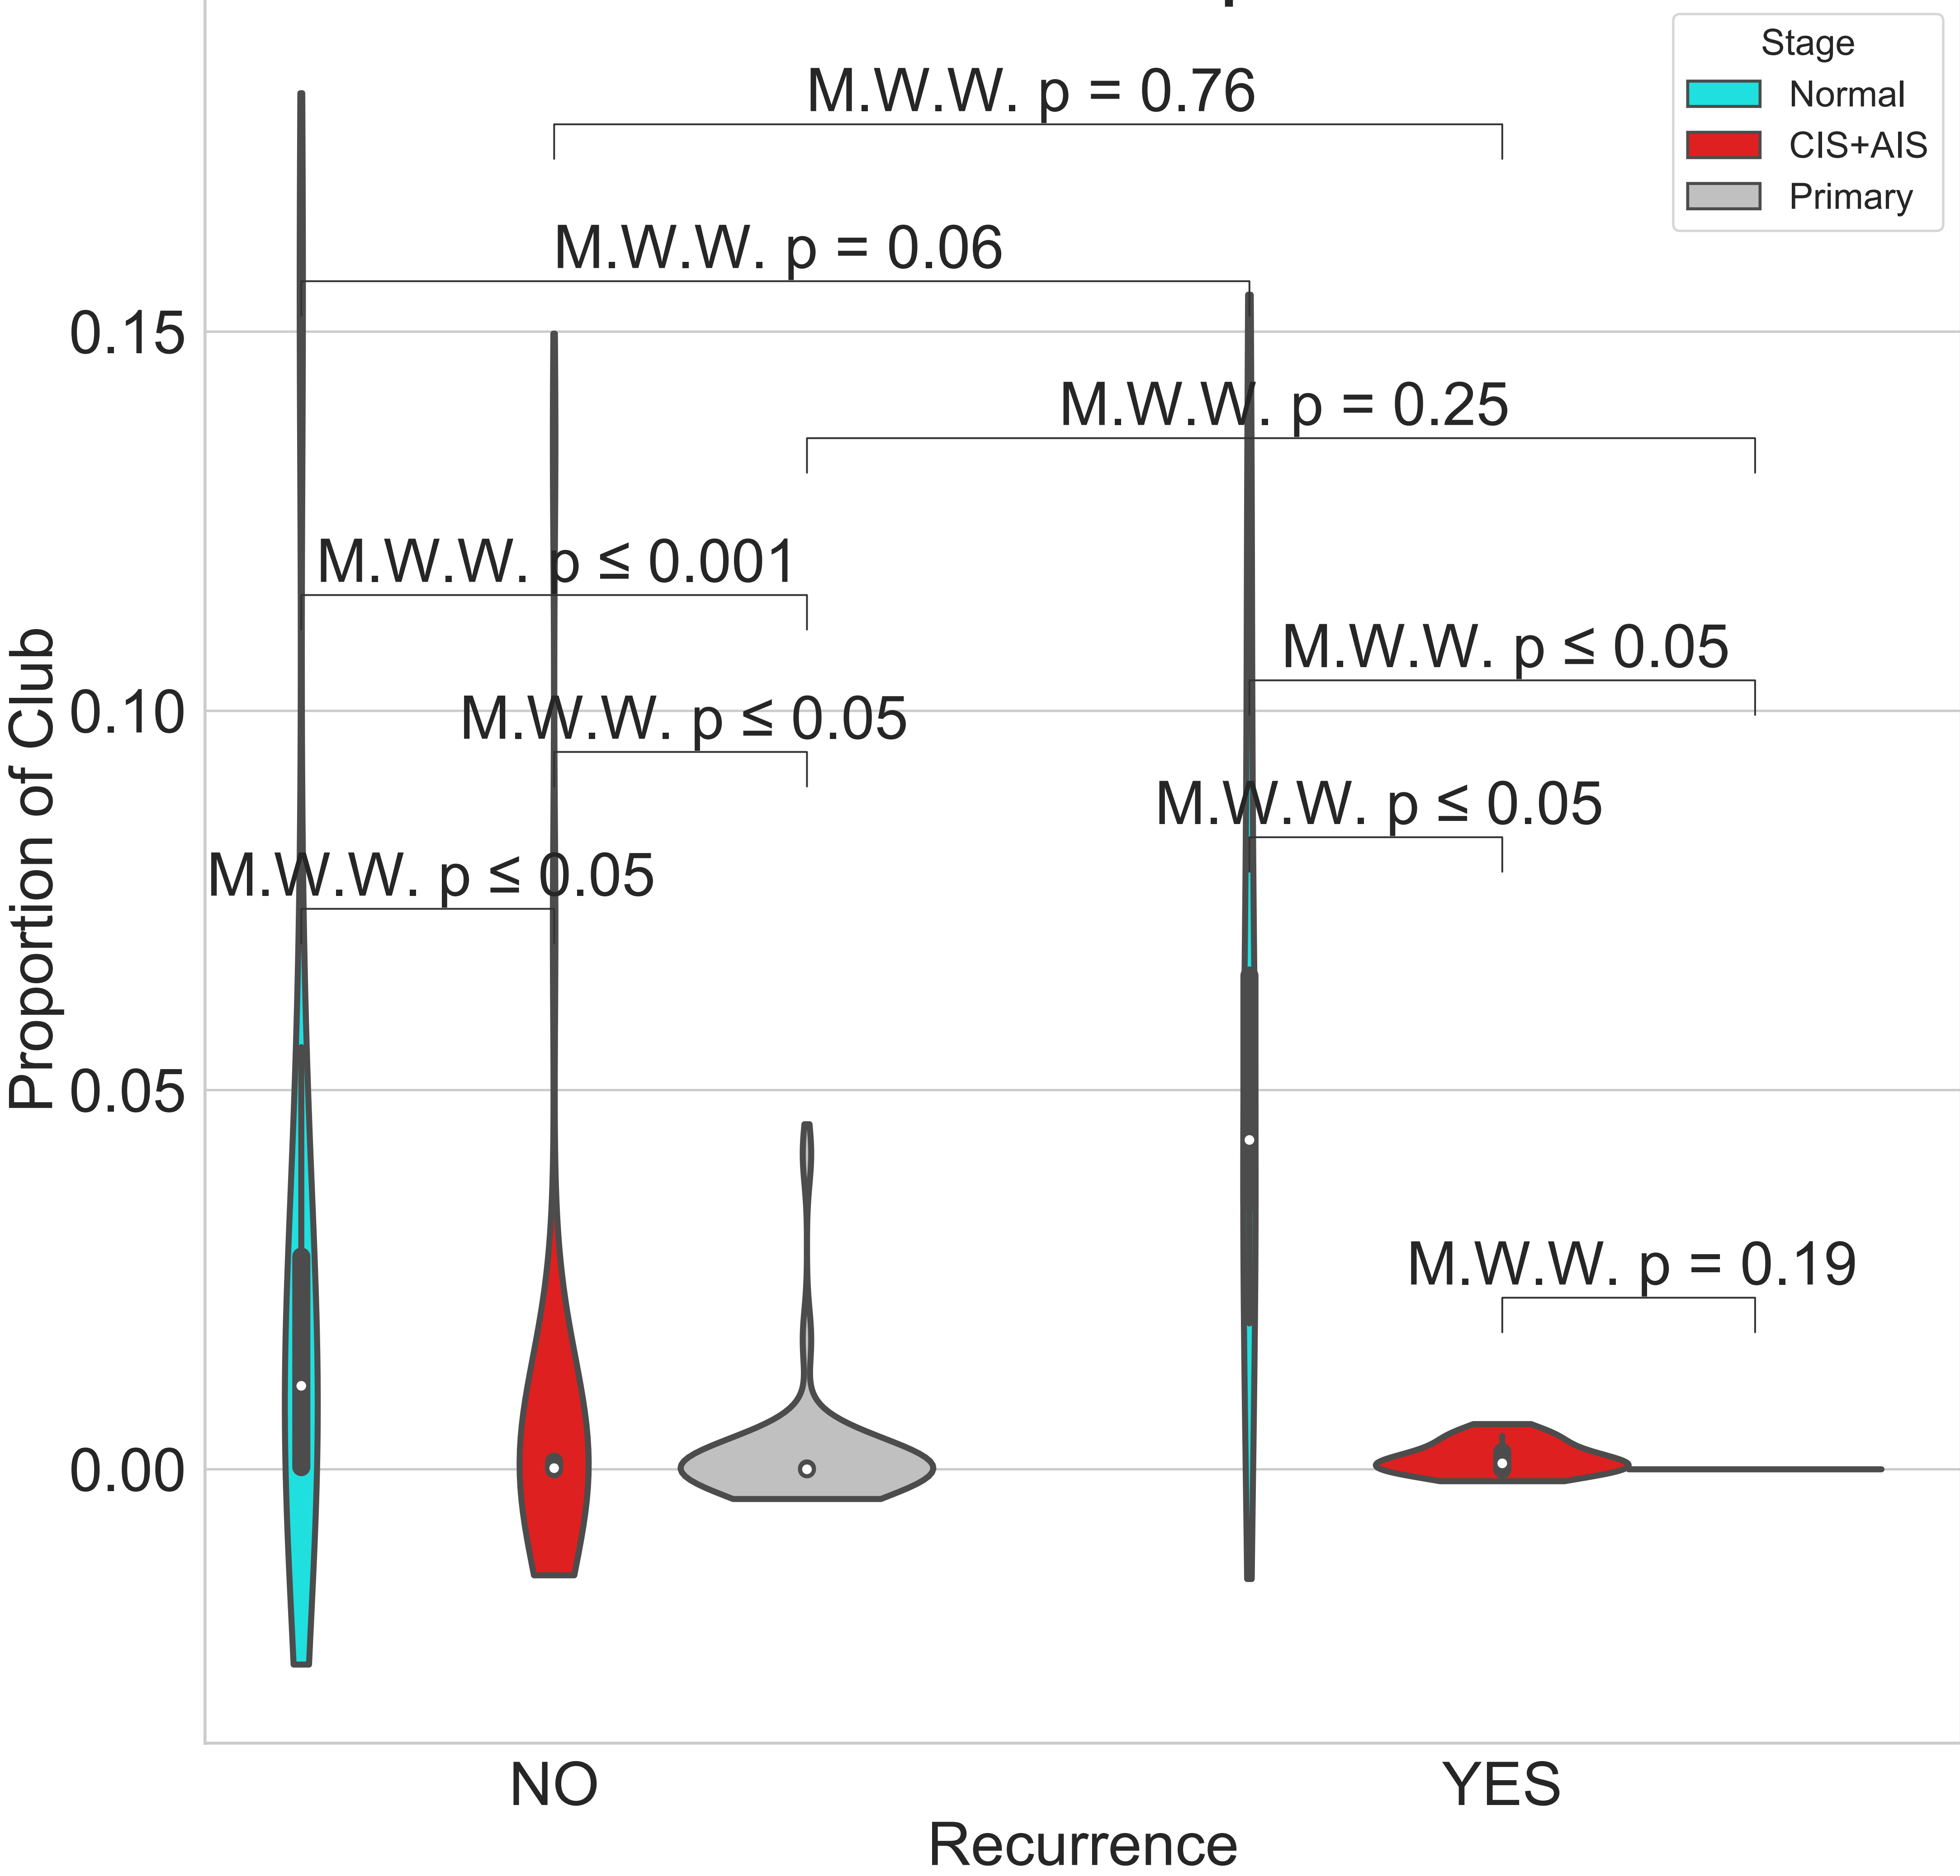 Stage
Normal
CIS+AIS
Primary
M.W.W. p = 0.76
M.W.W. p = 0.06
0.15
M.W.W. p = 0.25
M.W.W. p ≤ 0.001
M.W.W. p ≤ 0.05
0.10
M.W.W. p ≤ 0.05
M.W.W. p ≤ 0.05
M.W.W. p ≤ 0.05
Proportion of Club
0.05
M.W.W. p = 0.19
0.00
NO
YES
Recurrence